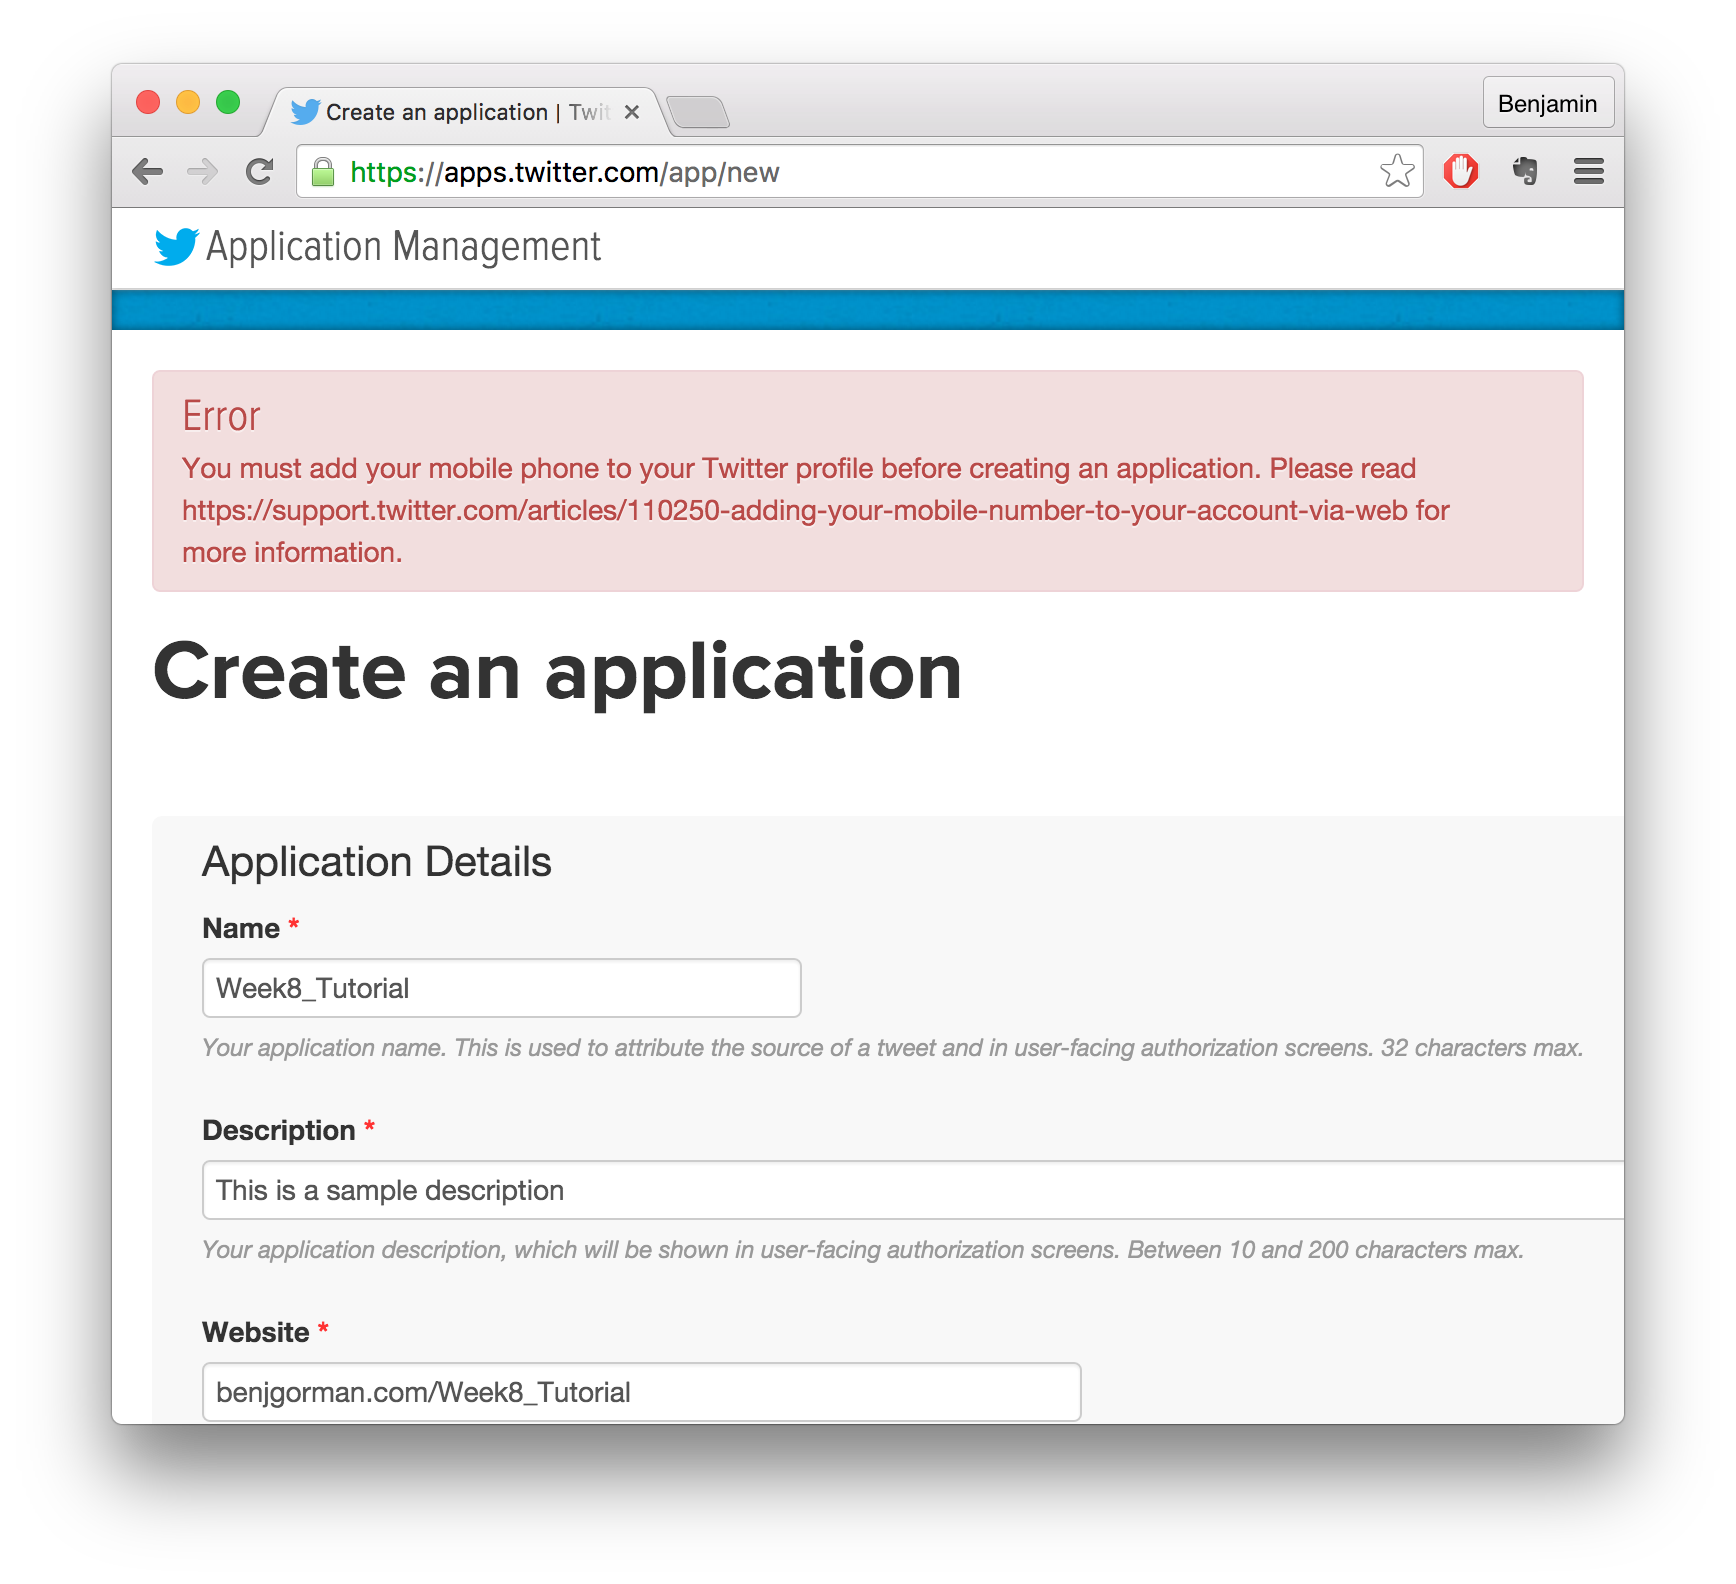 Create an application | Twit
Benjamin
https://apps.twitter.com/app/new
Application Management
Error
You must add your mobile phone to your Twitter profile before creating an application. Please read
https://support.twitter.com/articles/110250-adding-your-mobile-number-to-your-account-via-web for
more information.
Create an application
Application Details
Name *
Week8_Tutorial
Your application name. This is used to attribute the source of a tweet and in user-facing authorization screens. 32 characters max.
Description *
This is a sample description
Your application description, which will be shown in user-facing authorization screens. Between 10 and 200 characters max.
Website *
benjgorman.com/Week8_Tutorial